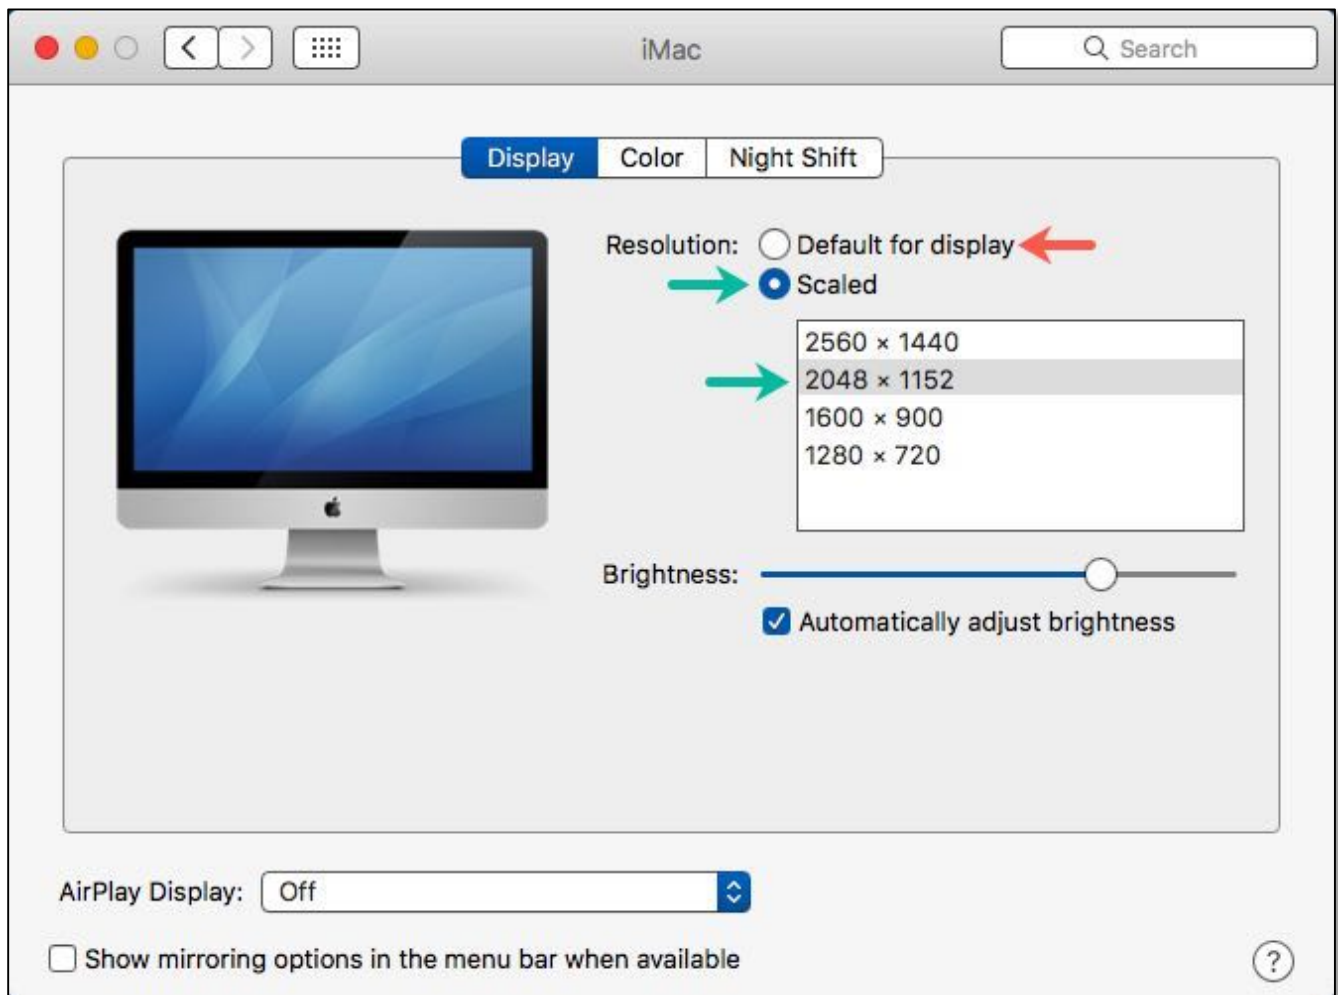 iMac
Search
Display Color Night Shift
Resolution: Default for display
Scaled
2560 × 1440
2048 × 1152
1600 × 900
1280 × 720
Brightness:
Automatically adjust brightness
AirPlay Display: Off
Show mirroring options in the menu bar when available
?